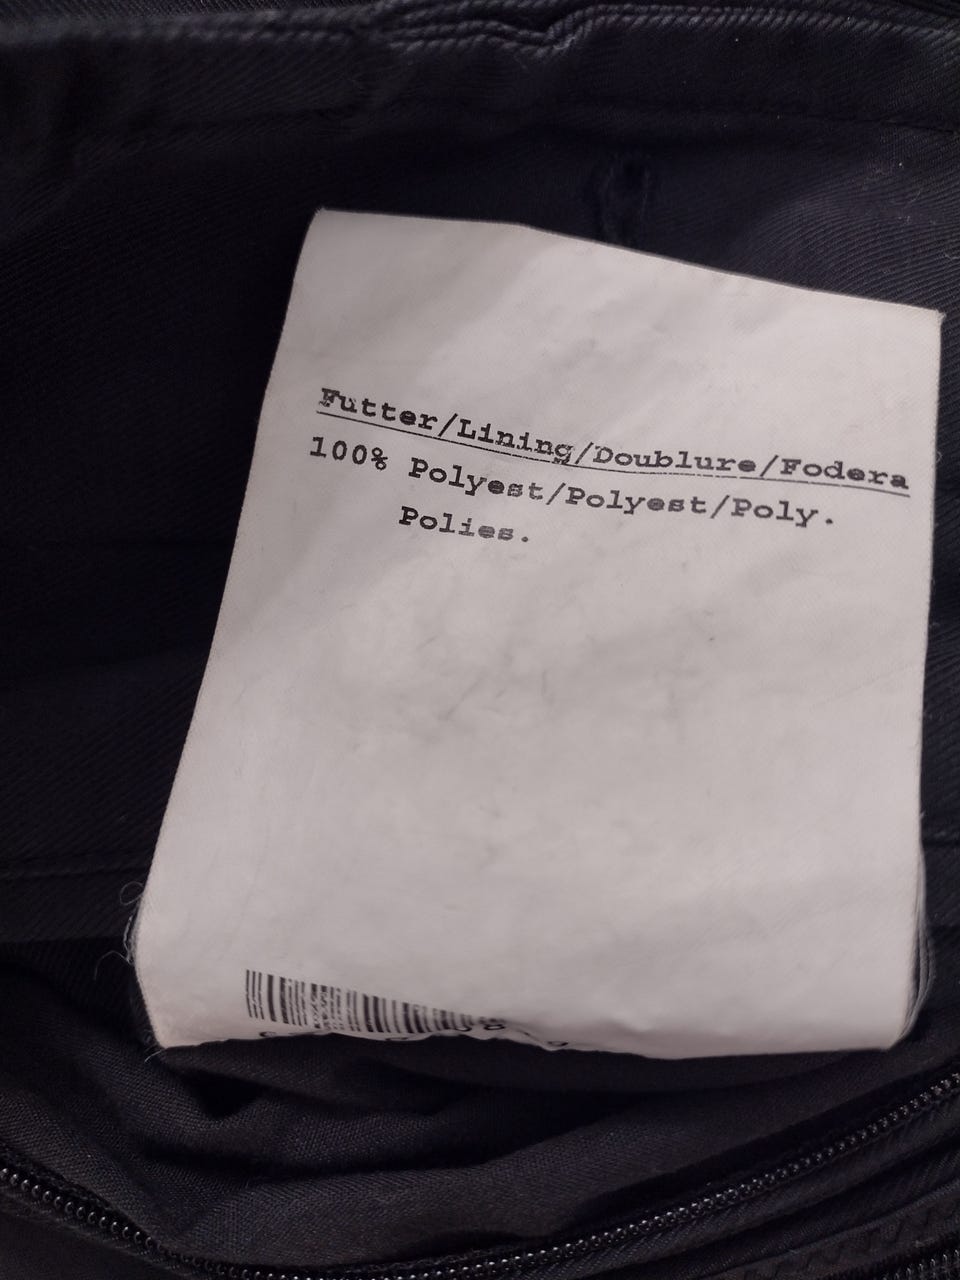 Futter/Lining/Doublure/Fodera
100% Polyest/Polyest/Poly.
Polies.